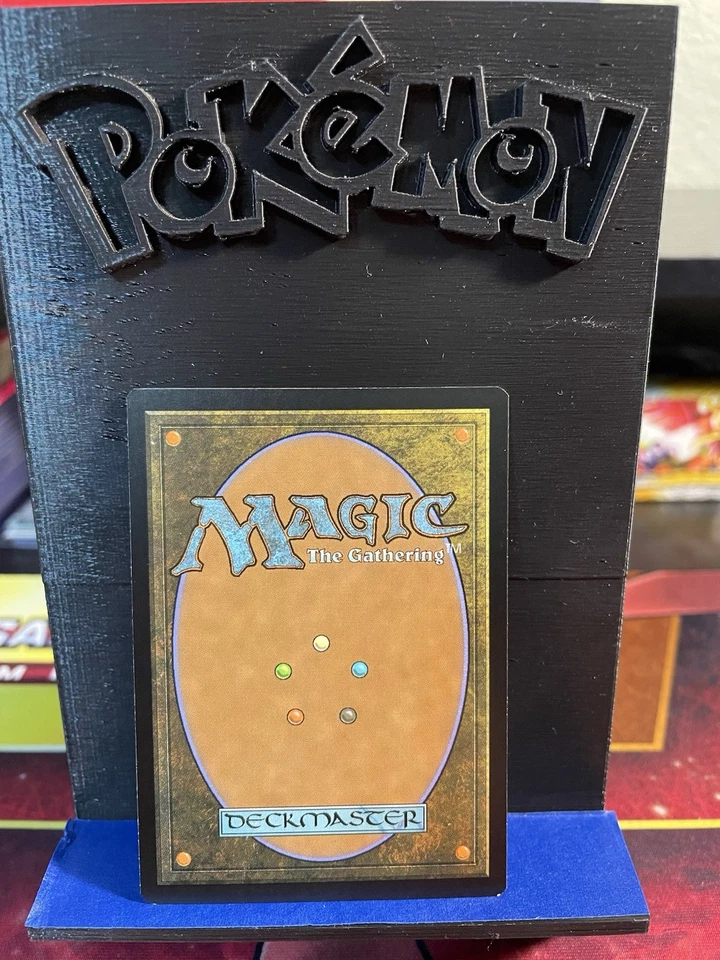 POKéMON
MAGIC
The Gathering™
DECKMASTER